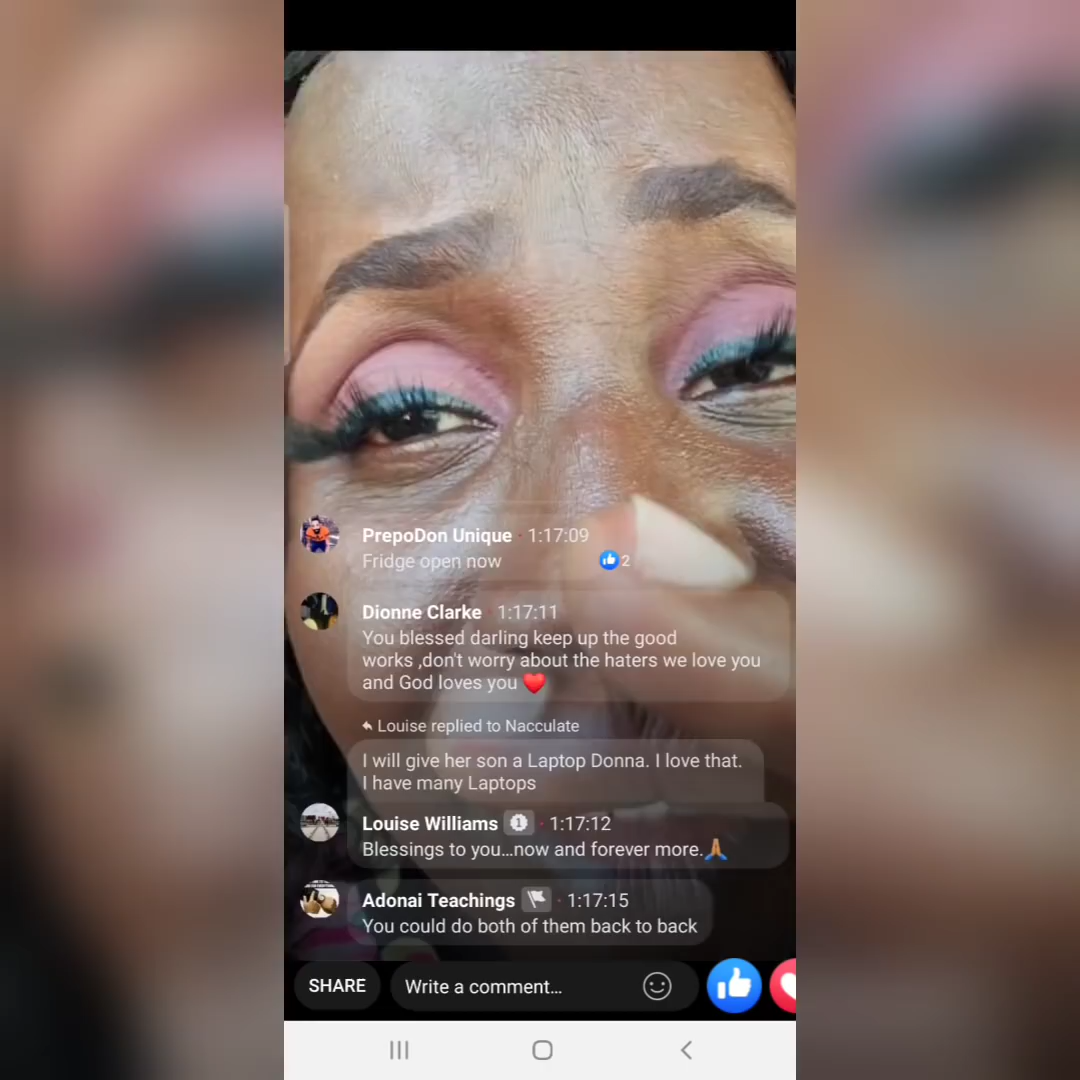 PrepoDon Unique · 1:17:09
Fridge open now
2
Dionne Clarke 1:17:11
You blessed darling keep up the good
works ,don't worry about the haters we love you
and God loves you ❤️
Louise replied to Nacculate
I will give her son a Laptop Donna. I love that.
I have many Laptops
Louise Williams 1 · 1:17:12
Blessings to you...now and forever more.🙏🏽
Adonai Teachings · 1:17:15
You could do both of them back to back
SHARE
Write a comment...